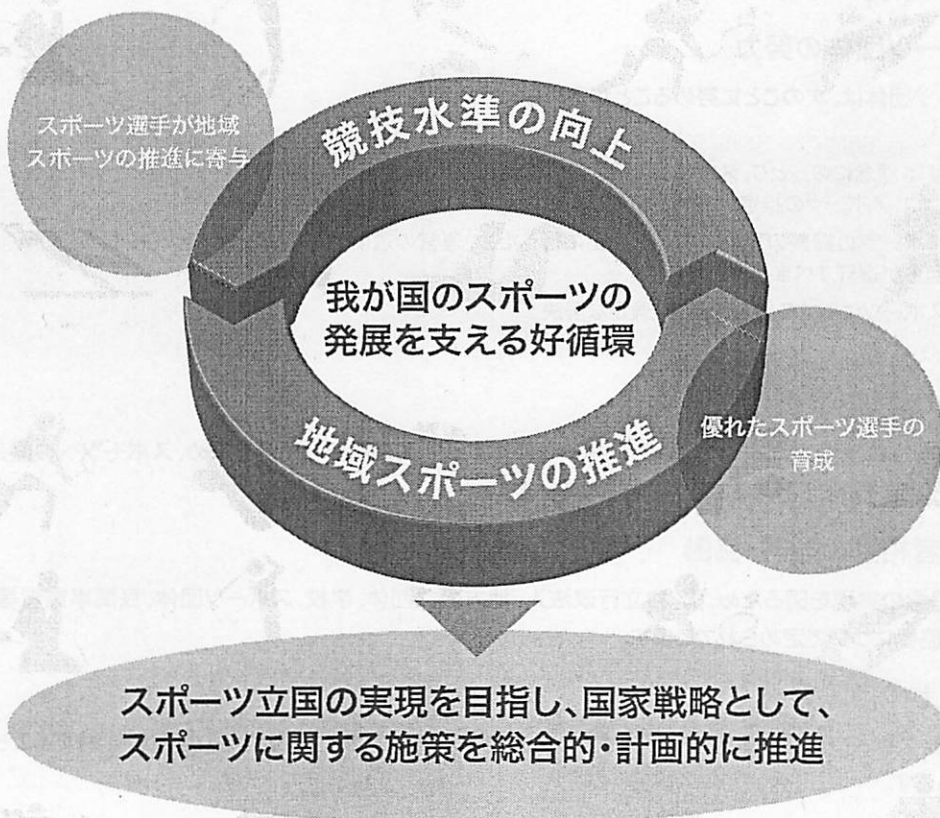 スポーツ選手が地域
スポーツの推進に寄与
競技水準の向上
我が国のスポーツの
発展を支える好循環
地域スポーツの推進
優れたスポーツ選手の
育成
スポーツ立国の実現を目指し、国家戦略として、
スポーツに関する施策を総合的・計画的に推進